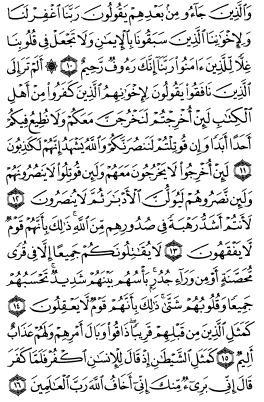 وَالَّذِينَ جَآءُو مِنۢ بَعْدِهِمْ يَقُولُونَ رَبَّنَا ٱغْفِرْ لَنَا
وَلِإِخْوَٰنِنَا ٱلَّذِينَ سَبَقُونَا بِٱلْإِيمَٰنِ وَلَا تَجْعَلْ فِى قُلُوبِنَا
غِلًّا لِّلَّذِينَ ءَامَنُوا۟ رَبَّنَآ إِنَّكَ رَءُوفٌ رَّحِيمٌ ١٠ أَلَمْ تَرَ إِلَى
ٱلَّذِينَ نَافَقُوا۟ يَقُولُونَ لِإِخْوَٰنِهِمُ ٱلَّذِينَ كَفَرُوا۟ مِنْ أَهْلِ
ٱلْكِتَٰبِ لَئِنْ أُخْرِجْتُمْ لَنَخْرُجَنَّ مَعَكُمْ وَلَا نُطِيعُ فِيكُمْ
أَحَدًا أَبَدًا وَإِن قُوتِلْتُمْ لَنَنصُرَنَّكُمْ وَٱللَّهُ يَشْهَدُ إِنَّهُمْ لَكَٰذِبُونَ
١١ لَئِنْ أُخْرِجُوا۟ لَا يَخْرُجُونَ مَعَهُمْ وَلَئِن قُوتِلُوا۟ لَا يَنصُرُونَهُمْ
وَلَئِن نَّصَرُوهُمْ لَيُوَلُّنَّ ٱلْأَدْبَٰرَ ثُمَّ لَا يُنصَرُونَ ١٢
لَأَنتُمْ أَشَدُّ رَهْبَةً فِى صُدُورِهِم مِّنَ ٱللَّهِ ذَٰلِكَ بِأَنَّهُمْ قَوْمٌ
لَّا يَفْقَهُونَ ١٣ لَا يُقَٰتِلُونَكُمْ جَمِيعًا إِلَّا فِى قُرًى
مُّحَصَّنَةٍ أَوْ مِن وَرَآءِ جُدُرٍۭ بَأْسُهُم بَيْنَهُمْ شَدِيدٌ تَحْسَبُهُمْ
جَمِيعًا وَقُلُوبُهُمْ شَتَّىٰ ذَٰلِكَ بِأَنَّهُمْ قَوْمٌ لَّا يَعْقِلُونَ ١٤
كَمَثَلِ ٱلَّذِينَ مِن قَبْلِهِمْ قَرِيبًا ذَاقُوا۟ وَبَالَ أَمْرِهِمْ وَلَهُمْ عَذَابٌ
أَلِيمٌ ١٥ كَمَثَلِ ٱلشَّيْطَٰنِ إِذْ قَالَ لِلْإِنسَٰنِ ٱكْفُرْ فَلَمَّا كَفَرَ
قَالَ إِنِّى بَرِىٓءٌ مِّنكَ إِنِّىٓ أَخَافُ ٱللَّهَ رَبَّ ٱلْعَٰلَمِينَ ١٦